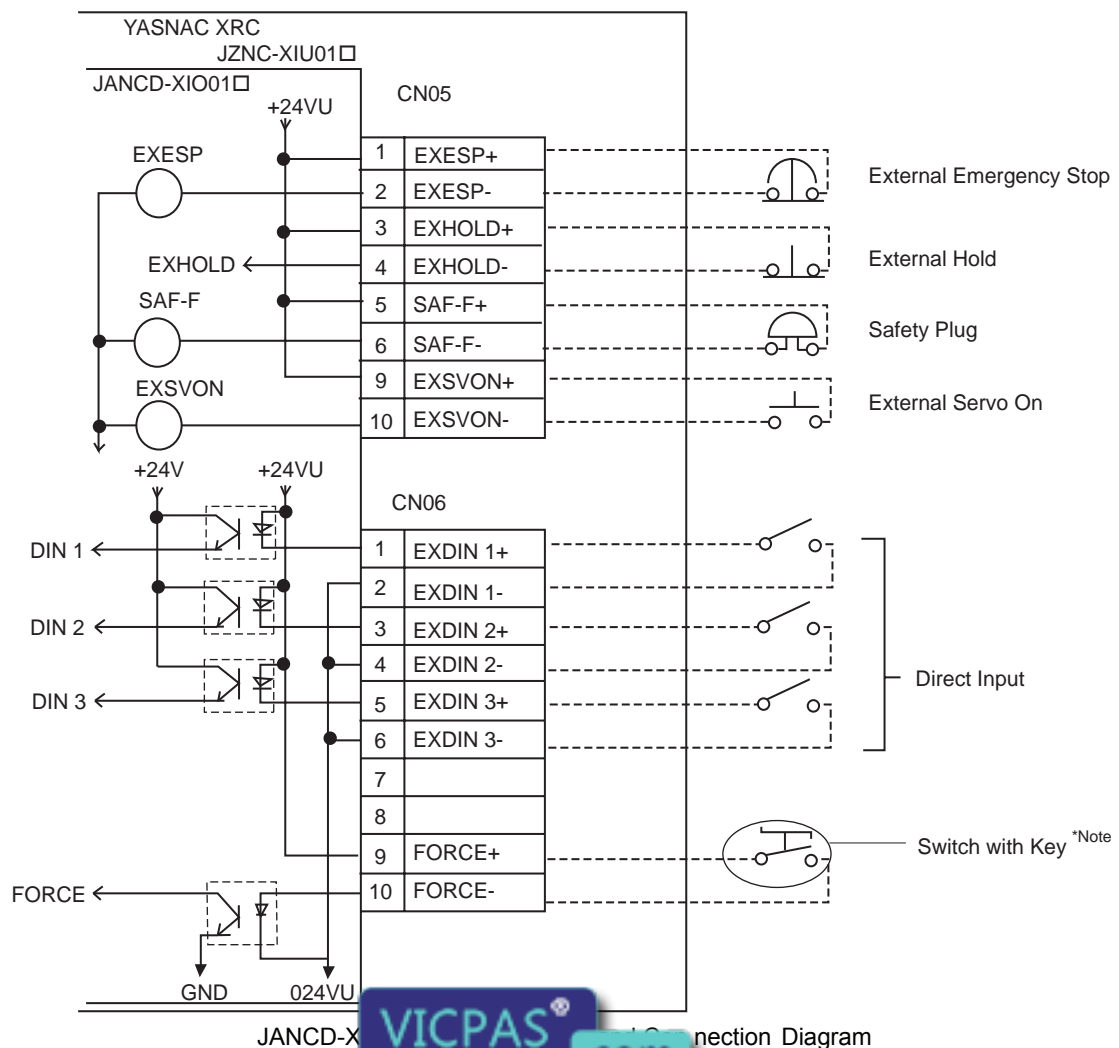 YASNAC XRC
JZNC-XIU01□
JANCD-XIO01□
+24VU
CN05
EXESP
1 EXESP+
2 EXESP-
External Emergency Stop
3 EXHOLD+
EXHOLD
4 EXHOLD-
External Hold
SAF-F
5 SAF-F+
6 SAF-F-
Safety Plug
EXSVON
9 EXSVON+
10 EXSVON-
External Servo On
+24V
+24VU
CN06
DIN 1
1 EXDIN 1+
2 EXDIN 1-
DIN 2
3 EXDIN 2+
4 EXDIN 2-
DIN 3
5 EXDIN 3+
6 EXDIN 3-
Direct Input
7
8
9 FORCE+
Switch with Key *Note
FORCE
10 FORCE-
GND
024VU
VICPAS®
JANCD-X nection Diagram